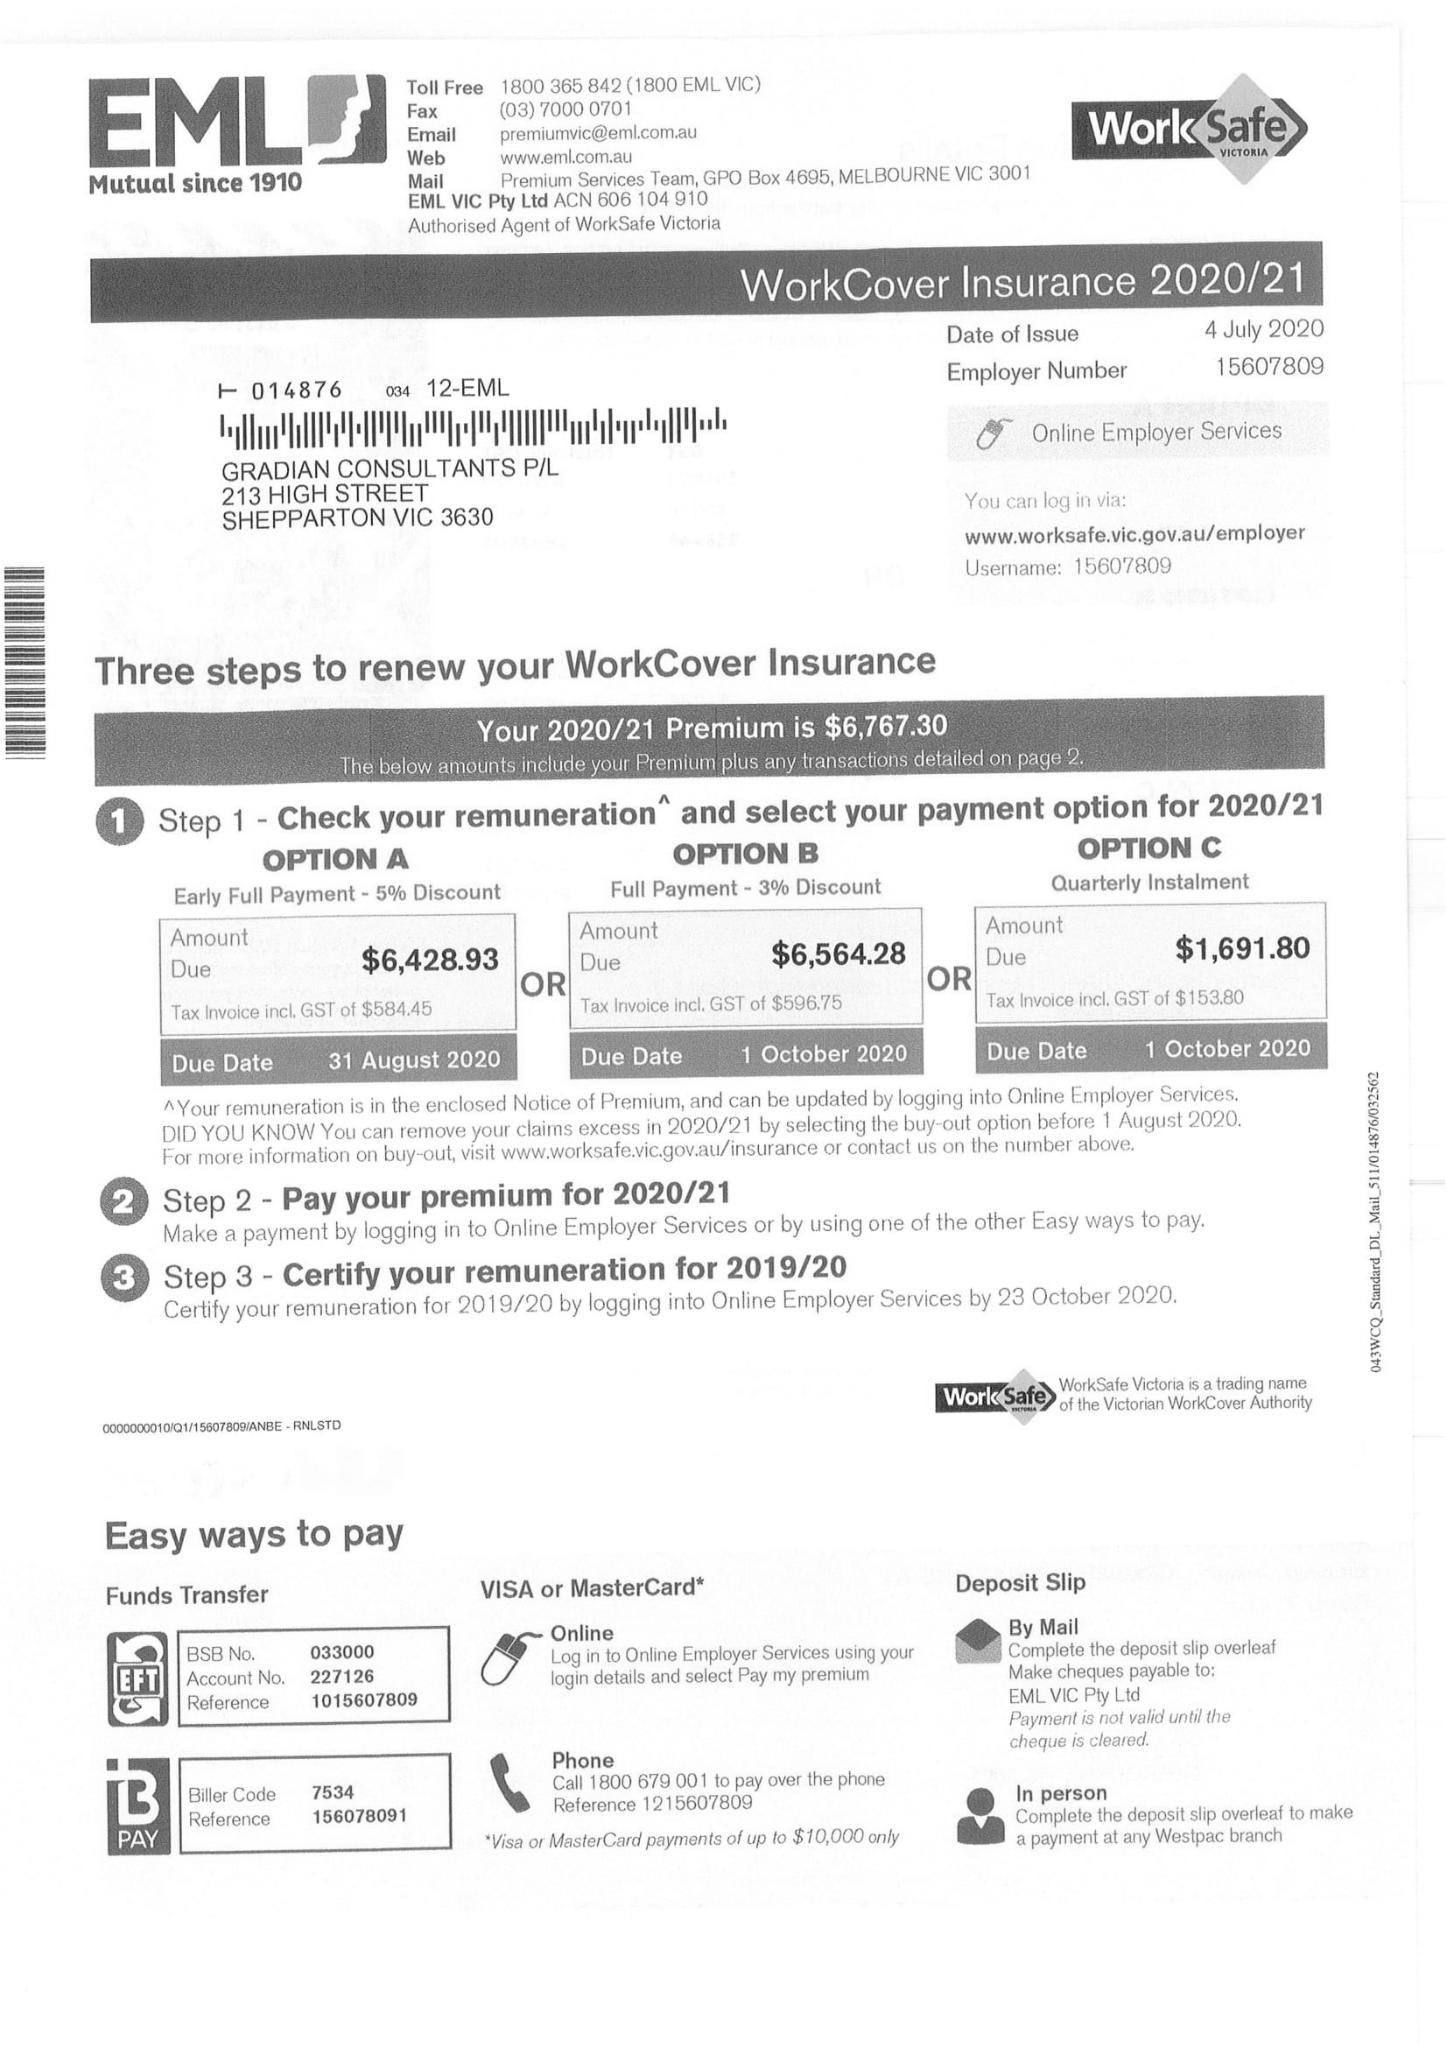 EML
Mutual since 1910
Toll Free 1800 365 842 (1800 EML VIC)
Fax (03) 7000 0701
Email premiumvic@eml.com.au
Web www.eml.com.au
Mail Premium Services Team, GPO Box 4695, MELBOURNE VIC 3001
EML VIC Pty Ltd ACN 606 104 910
Authorised Agent of WorkSafe Victoria
WorkSafe
VICTORIA
WorkCover Insurance 2020/21
Date of Issue 4 July 2020
Employer Number 15607809
014876 034 12-EML
GRADIAN CONSULTANTS P/L
213 HIGH STREET
SHEPPARTON VIC 3630
Online Employer Services
You can log in via:
www.worksafe.vic.gov.au/employer
Username: 15607809
Three steps to renew your WorkCover Insurance
Your 2020/21 Premium is $6,767.30
The below amounts include your Premium plus any transactions detailed on page 2.
1 Step 1 - Check your remuneration^ and select your payment option for 2020/21
OPTION A
Early Full Payment - 5% Discount
Amount
Due $6,428.93
Tax Invoice incl. GST of $584.45
Due Date 31 August 2020
OR
OPTION B
Full Payment - 3% Discount
Amount
Due $6,564.28
Tax Invoice incl. GST of $596.75
Due Date 1 October 2020
OR
OPTION C
Quarterly Instalment
Amount
Due $1,691.80
Tax Invoice incl. GST of $153.80
Due Date 1 October 2020
^Your remuneration is in the enclosed Notice of Premium, and can be updated by logging into Online Employer Services.
DID YOU KNOW You can remove your claims excess in 2020/21 by selecting the buy-out option before 1 August 2020.
For more information on buy-out, visit www.worksafe.vic.gov.au/insurance or contact us on the number above.
2 Step 2 - Pay your premium for 2020/21
Make a payment by logging in to Online Employer Services or by using one of the other Easy ways to pay.
3 Step 3 - Certify your remuneration for 2019/20
Certify your remuneration for 2019/20 by logging into Online Employer Services by 23 October 2020.
043WCQ_Standard_DL_Mail_511/014876/032562
WorkSafe
VICTORIA
WorkSafe Victoria is a trading name
of the Victorian WorkCover Authority
0000000010/Q1/15607809/ANBE - RNLSTD
Easy ways to pay
Funds Transfer
EFT
BSB No. 033000
Account No. 227126
Reference 1015607809
B
PAY
Biller Code 7534
Reference 156078091
VISA or MasterCard*
Online
Log in to Online Employer Services using your
login details and select Pay my premium
Phone
Call 1800 679 001 to pay over the phone
Reference 1215607809
*Visa or MasterCard payments of up to $10,000 only
Deposit Slip
By Mail
Complete the deposit slip overleaf
Make cheques payable to:
EML VIC Pty Ltd
Payment is not valid until the
cheque is cleared.
In person
Complete the deposit slip overleaf to make
a payment at any Westpac branch